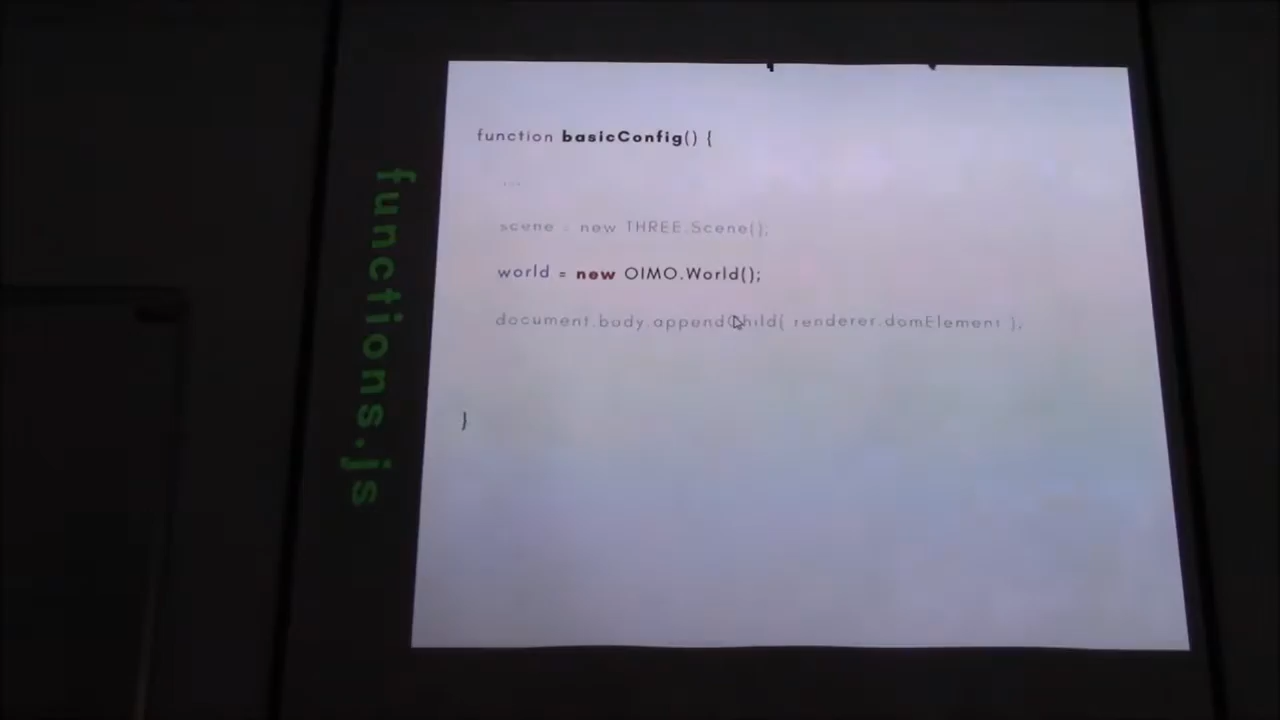 functions.js
function basicConfig() {
...
scene = new THREE.Scene();
world = new OIMO.World();
document.body.appendChild( renderer.domElement );
}